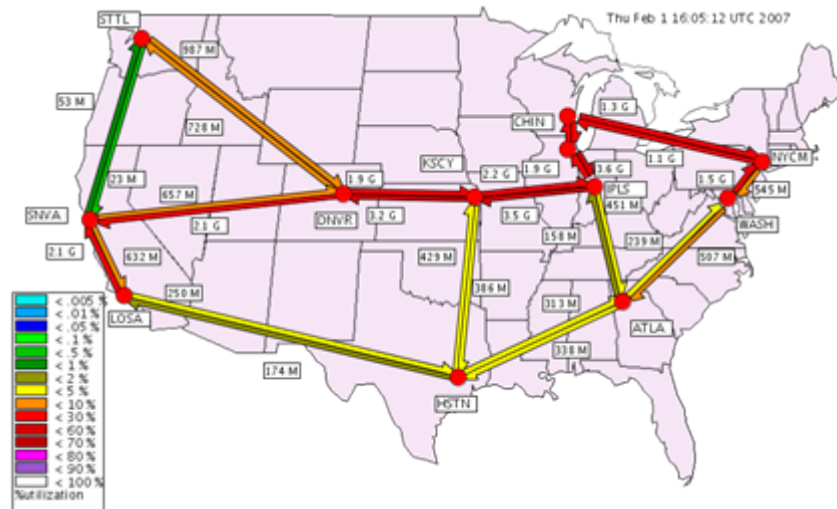 Thu Feb 1 16:05:12 UTC 2007
STTL
987 M
53 M
728 M
23 M
657 M
SNVA
2.1 G
2.1 G
632 M
250 M
LOSA
174 M
DNVR
1.9 G
3.2 G
KSCY
2.2 G
3.5 G
429 M
386 M
HSTN
CHIN
1.3 G
1.1 G
1.9 G
3.6 G
IPLS
451 M
158 M
NYCM
1.5 G
545 M
WASH
239 M
507 M
ATLA
313 M
338 M
< .005 %
< .01 %
< .05 %
< .1 %
< .5 %
< 1 %
< 2 %
< 5 %
< 10 %
< 30 %
< 60 %
< 70 %
< 80 %
< 90 %
< 100 %
%utilization